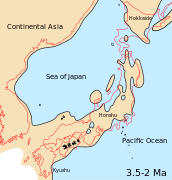 Hokkaido
Continental Asia
Sea of Japan
Honshu
Pacific Ocean
Kyushu
3.5-2 Ma